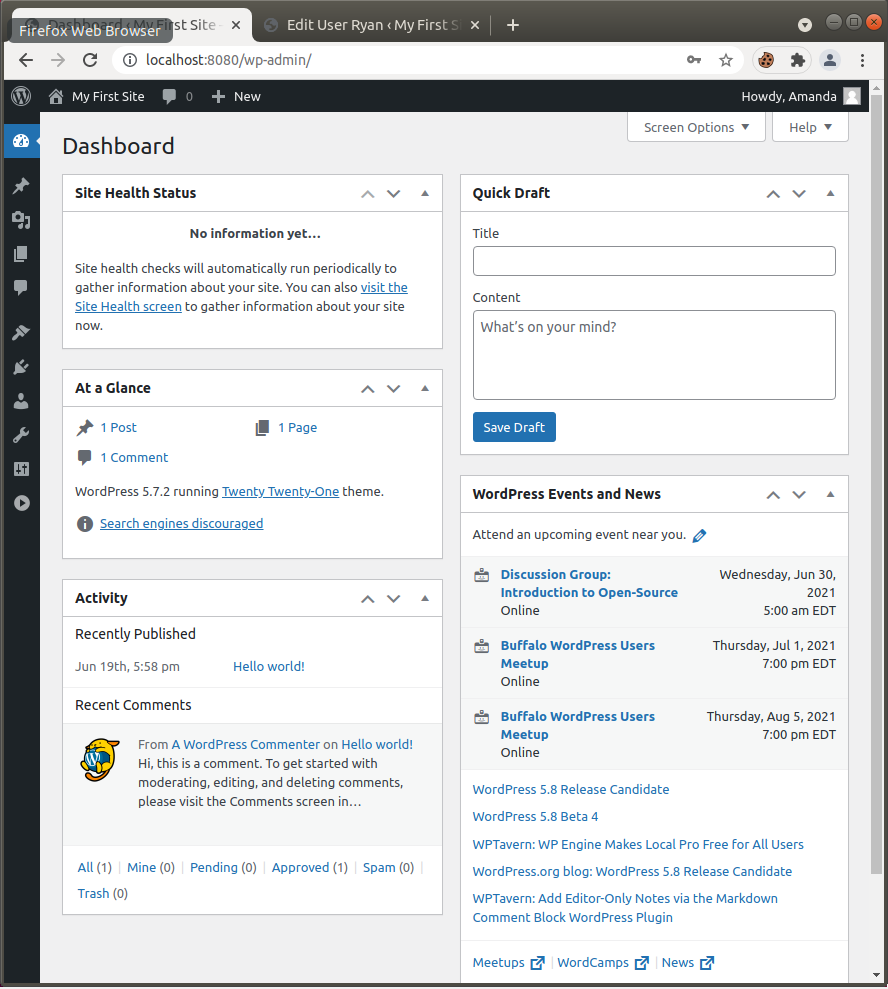 Dashboard ‹ My First Site -
Firefox Web Browser
Edit User Ryan ‹ My First S
localhost:8080/wp-admin/
My First Site
0
New
Howdy, Amanda
Screen Options
Help
Dashboard
Site Health Status
No information yet…
Site health checks will automatically run periodically to
gather information about your site. You can also visit the
Site Health screen to gather information about your site
now.
At a Glance
1 Post
1 Page
1 Comment
WordPress 5.7.2 running Twenty Twenty-One theme.
Search engines discouraged
Activity
Recently Published
Jun 19th, 5:58 pm
Hello world!
Recent Comments
From A WordPress Commenter on Hello world!
Hi, this is a comment. To get started with
moderating, editing, and deleting comments,
please visit the Comments screen in…
All (1) | Mine (0) | Pending (0) | Approved (1) | Spam (0) |
Trash (0)
Quick Draft
Title
Content
What’s on your mind?
Save Draft
WordPress Events and News
Attend an upcoming event near you.
Discussion Group:
Introduction to Open-Source
Online
Wednesday, Jun 30,
2021
5:00 am EDT
Buffalo WordPress Users
Meetup
Online
Thursday, Jul 1, 2021
7:00 pm EDT
Buffalo WordPress Users
Meetup
Online
Thursday, Aug 5, 2021
7:00 pm EDT
WordPress 5.8 Release Candidate
WordPress 5.8 Beta 4
WPTavern: WP Engine Makes Local Pro Free for All Users
WordPress.org blog: WordPress 5.8 Release Candidate
WPTavern: Add Editor-Only Notes via the Markdown
Comment Block WordPress Plugin
Meetups | WordCamps | News